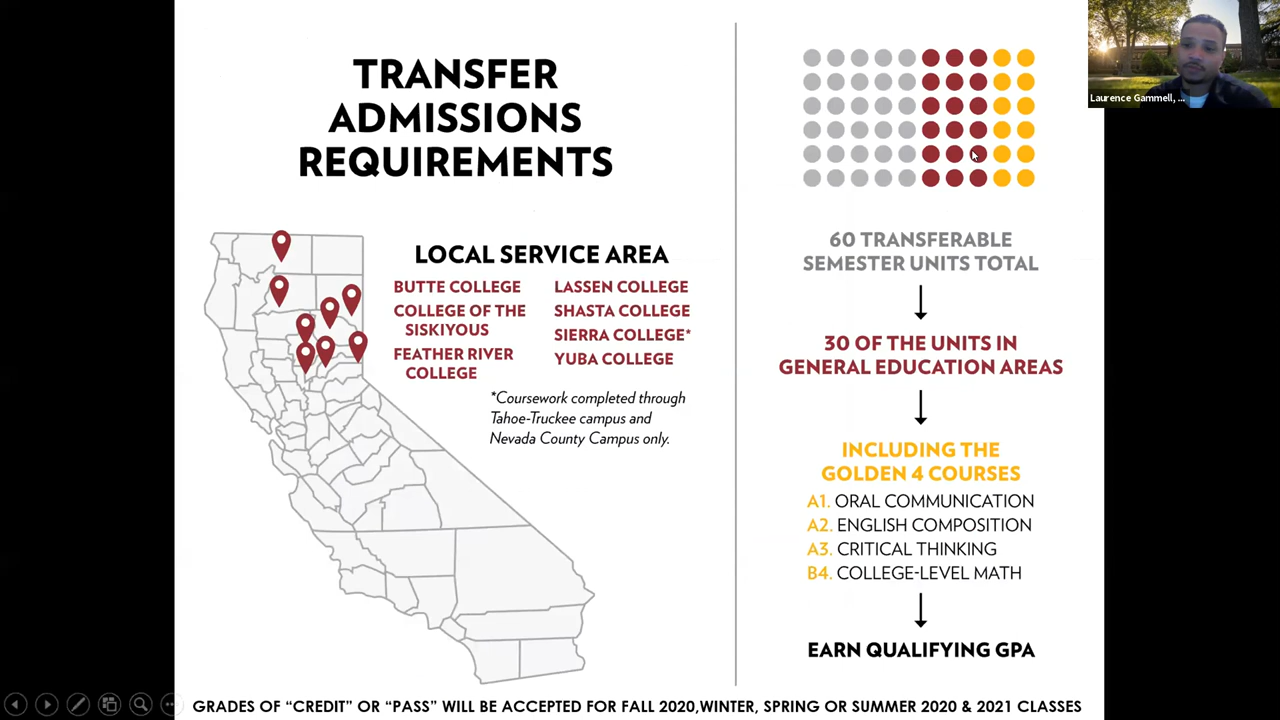 TRANSFER
ADMISSIONS
REQUIREMENTS
LOCAL SERVICE AREA
BUTTE COLLEGE
COLLEGE OF THE
SISKIYOUS
FEATHER RIVER
COLLEGE
LASSEN COLLEGE
SHASTA COLLEGE
SIERRA COLLEGE*
YUBA COLLEGE
*Coursework completed through
Tahoe-Truckee campus and
Nevada County Campus only.
60 TRANSFERABLE
SEMESTER UNITS TOTAL
30 OF THE UNITS IN
GENERAL EDUCATION AREAS
INCLUDING THE
GOLDEN 4 COURSES
A1. ORAL COMMUNICATION
A2. ENGLISH COMPOSITION
A3. CRITICAL THINKING
B4. COLLEGE-LEVEL MATH
EARN QUALIFYING GPA
GRADES OF “CREDIT” OR “PASS” WILL BE ACCEPTED FOR FALL 2020,WINTER, SPRING OR SUMMER 2020 & 2021 CLASSES
Laurence Gammell, ...